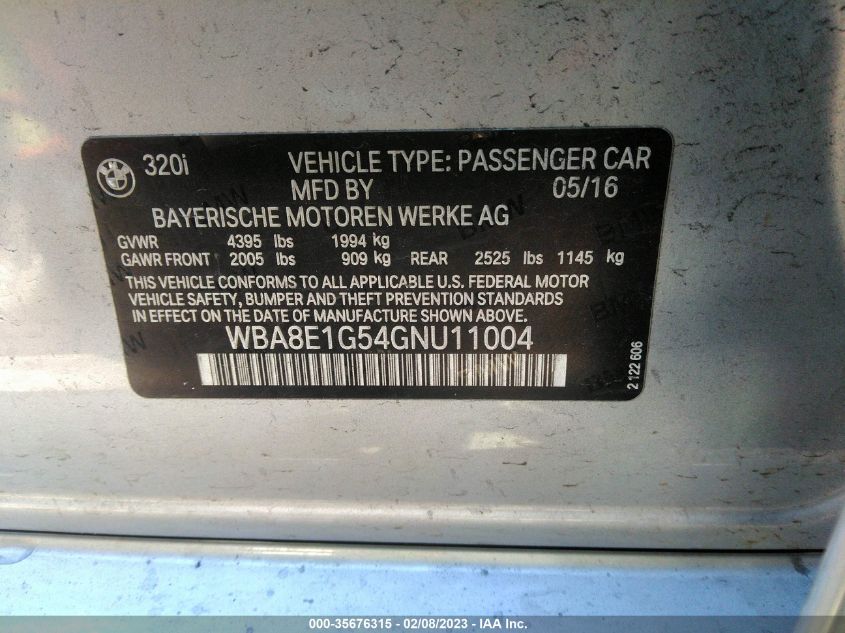 320i VEHICLE TYPE: PASSENGER CAR
MFD BY 05/16
BAYERISCHE MOTOREN WERKE AG
GVWR 4395 lbs 1994 kg
GAWR FRONT 2005 lbs 909 kg REAR 2525 lbs 1145 kg
THIS VEHICLE CONFORMS TO ALL APPLICABLE U.S. FEDERAL MOTOR
VEHICLE SAFETY, BUMPER AND THEFT PREVENTION STANDARDS
IN EFFECT ON THE DATE OF MANUFACTURE SHOWN ABOVE.
WBA8E1G54GNU11004
2 122 606
000-35676315 - 02/08/2023 - IAA Inc.